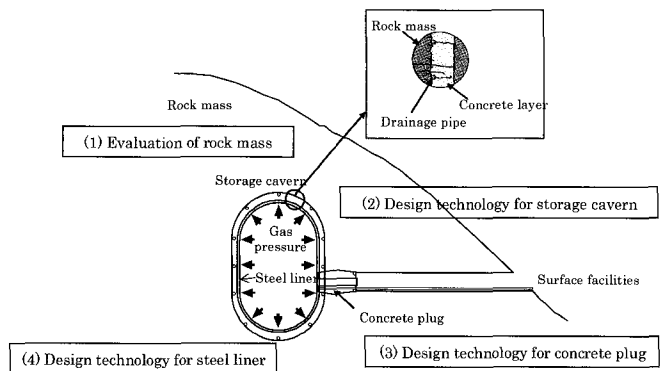 Rock mass
Concrete layer
Drainage pipe
Rock mass
(1) Evaluation of rock mass
Storage cavern
(2) Design technology for storage cavern
Gas
pressure
Steel liner
Surface facilities
Concrete plug
(4) Design technology for steel liner
(3) Design technology for concrete plug